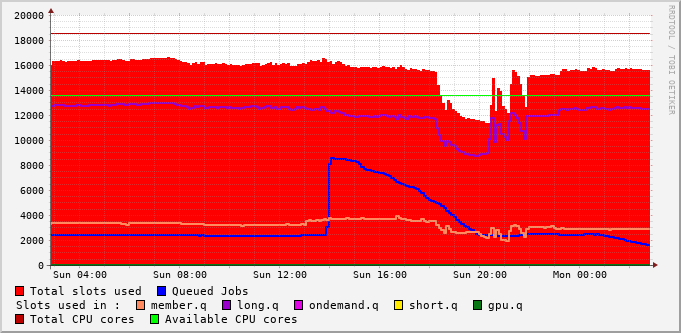 20000
18000
16000
14000
12000
10000
8000
6000
4000
2000
0
Sun 04:00 Sun 08:00 Sun 12:00 Sun 16:00 Sun 20:00 Mon 00:00
Total slots used Queued Jobs
Slots used in : member.q long.q ondemand.q short.q gpu.q
Total CPU cores Available CPU cores
RRDTOOL / TOBI OETIKER